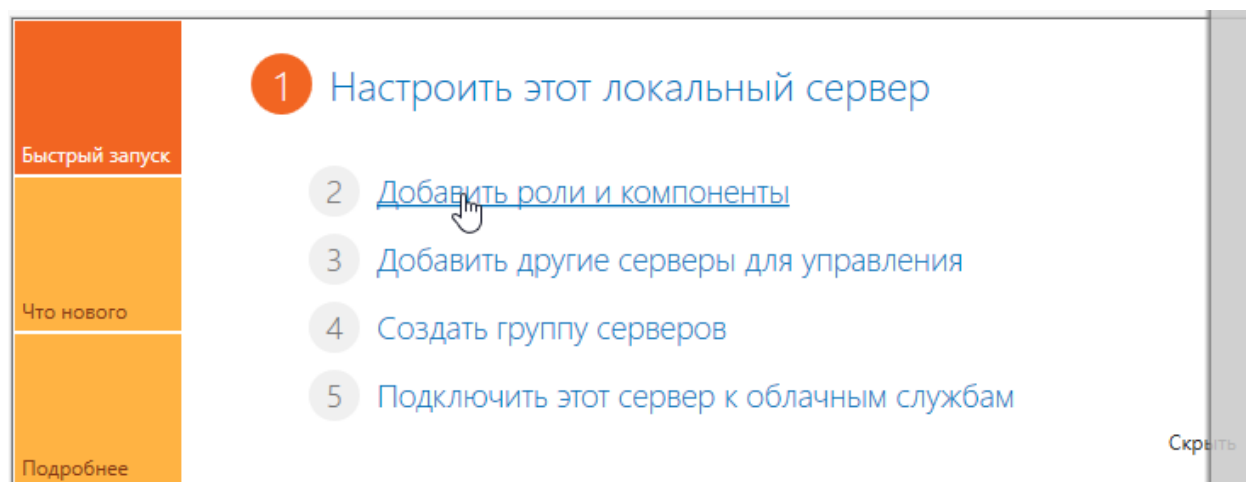 1 Настроить этот локальный сервер
Быстрый запуск
2 Добавить роли и компоненты
3 Добавить другие серверы для управления
Что нового
4 Создать группу серверов
5 Подключить этот сервер к облачным службам
Скрыть
Подробнее